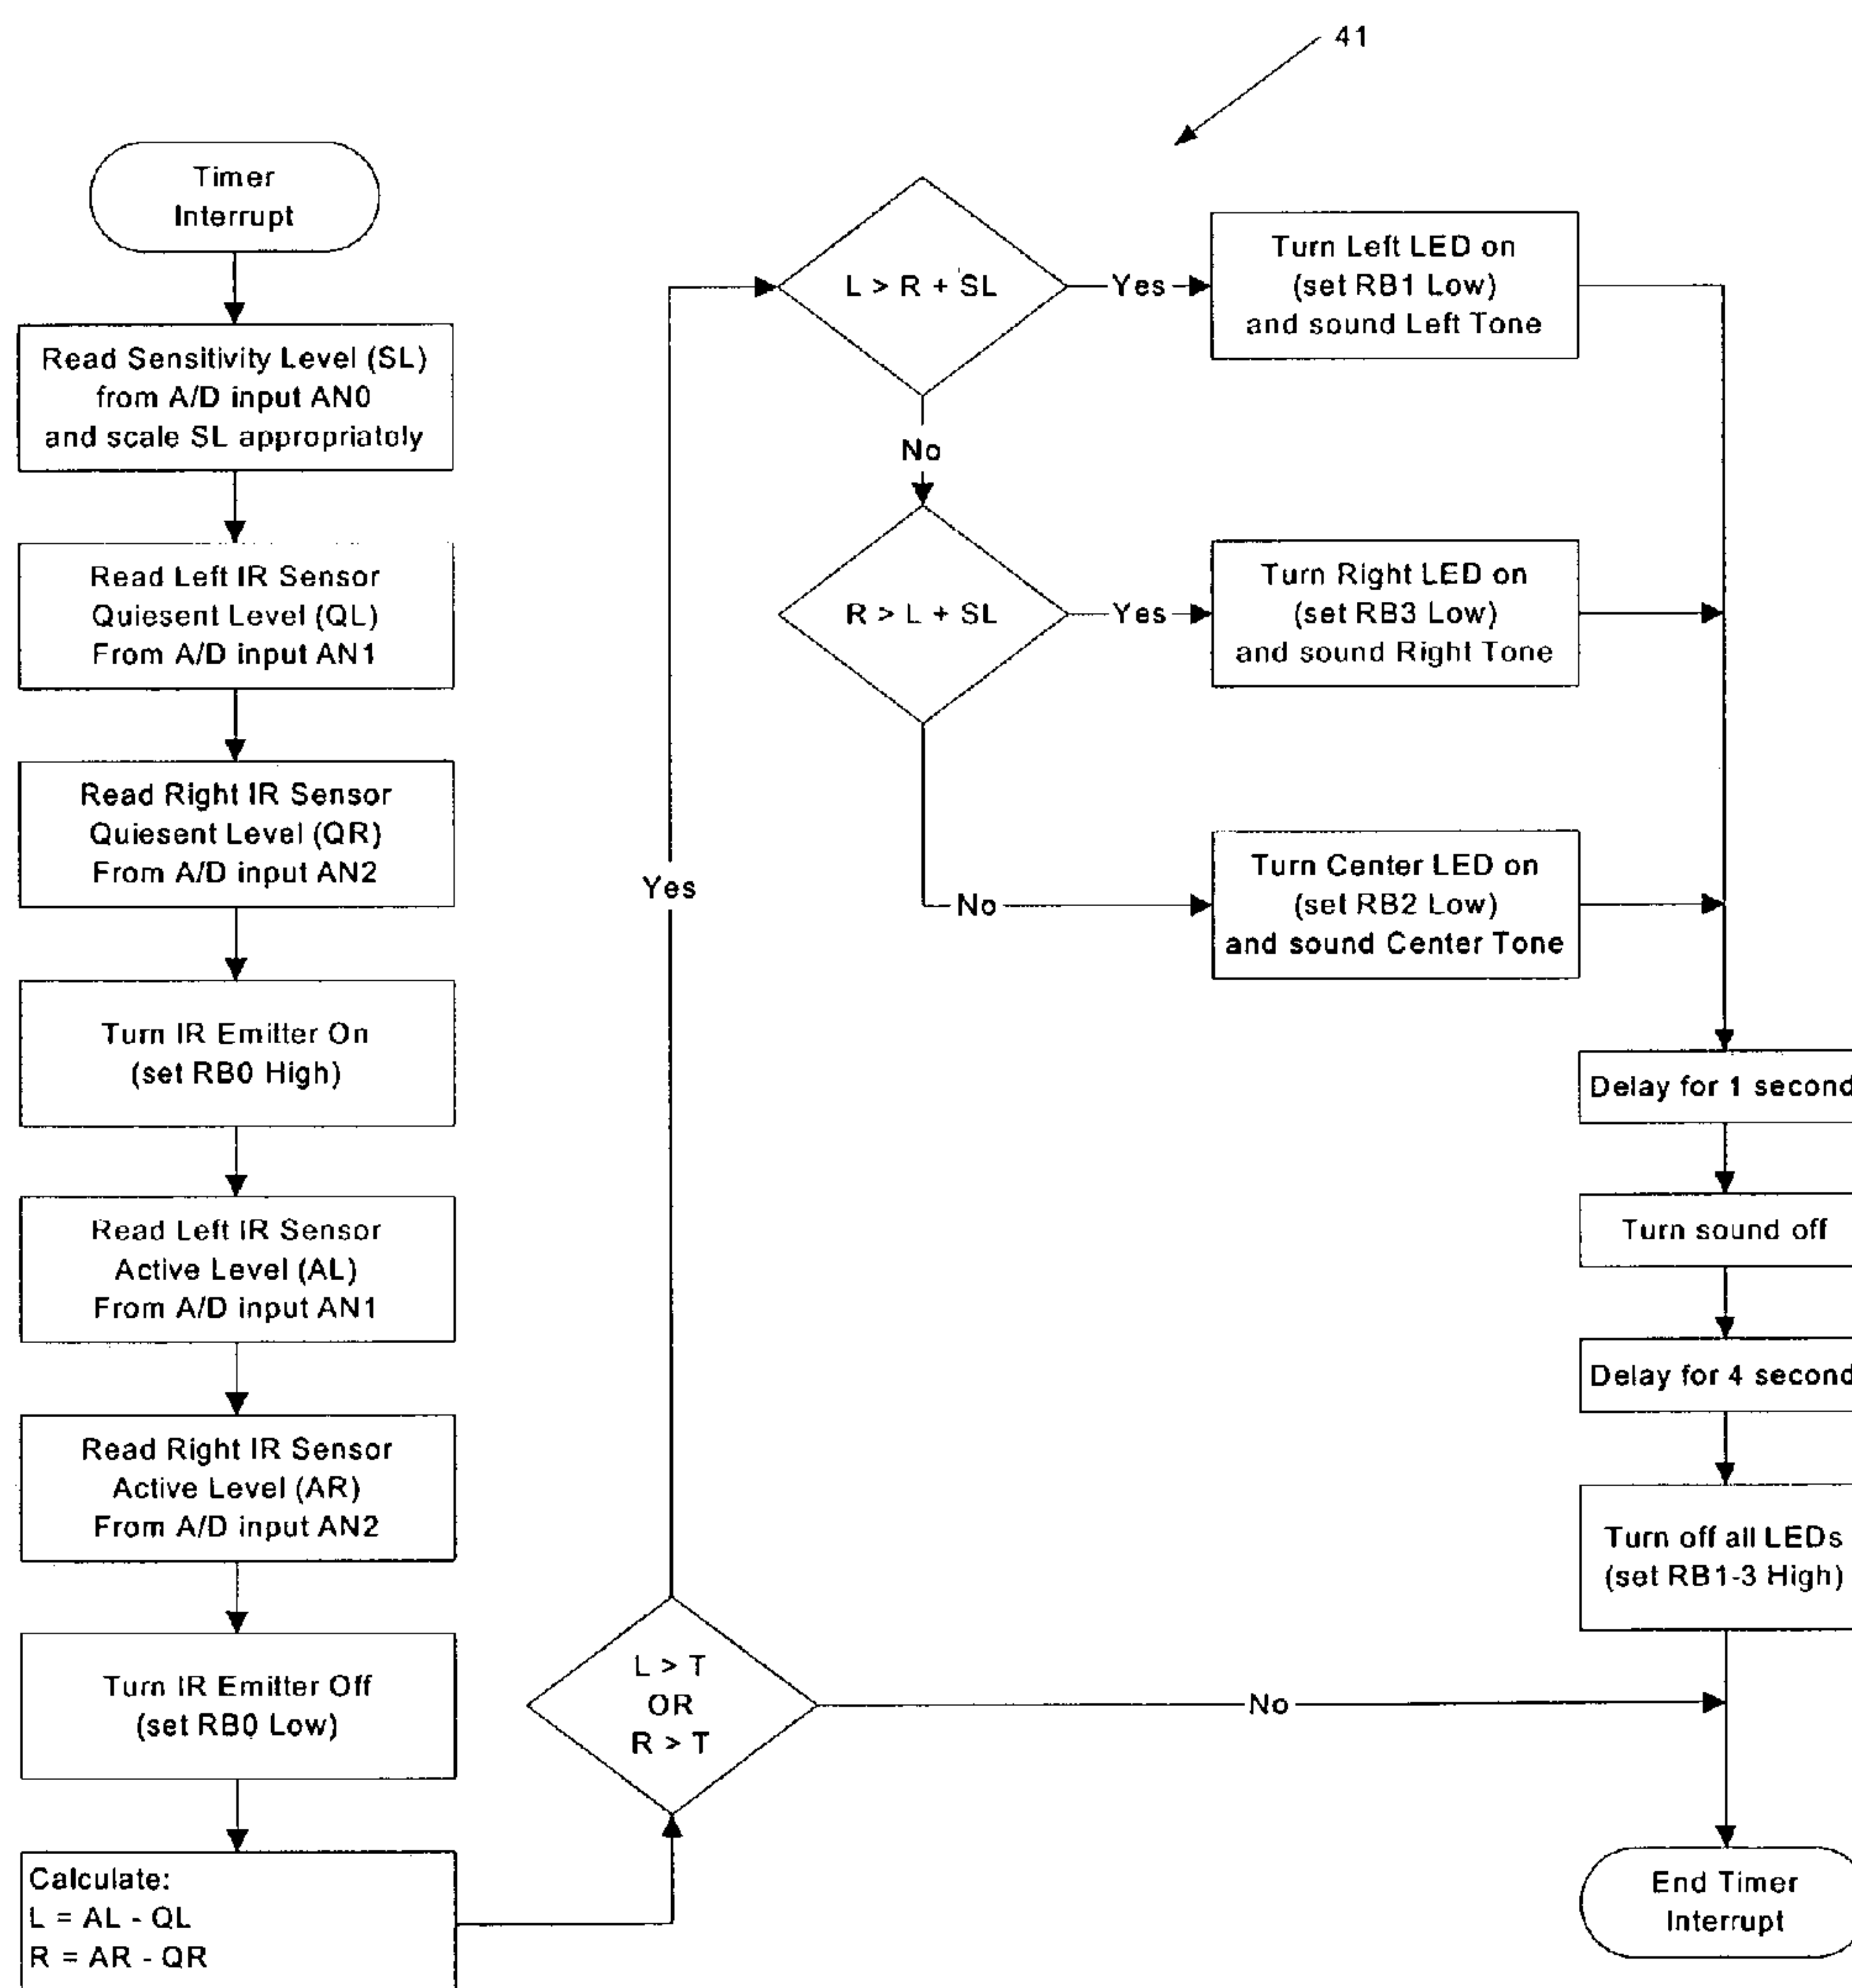 41
Timer
Interrupt
Read Sensitivity Level (SL)
from A/D input AN0
and scale SL appropriately
Read Left IR Sensor
Quiesent Level (QL)
From A/D input AN1
Read Right IR Sensor
Quiesent Level (QR)
From A/D input AN2
Turn IR Emitter On
(set RB0 High)
Read Left IR Sensor
Active Level (AL)
From A/D input AN1
Read Right IR Sensor
Active Level (AR)
From A/D input AN2
Turn IR Emitter Off
(set RB0 Low)
Calculate:
L = AL - QL
R = AR - QR
L > T
OR
R > T
Yes
No
L > R + SL
Yes
No
Turn Left LED on
(set RB1 Low)
and sound Left Tone
R > L + SL
Yes
No
Turn Right LED on
(set RB3 Low)
and sound Right Tone
Turn Center LED on
(set RB2 Low)
and sound Center Tone
Delay for 1 second
Turn sound off
Delay for 4 second
Turn off all LEDs
(set RB1-3 High)
End Timer
Interrupt